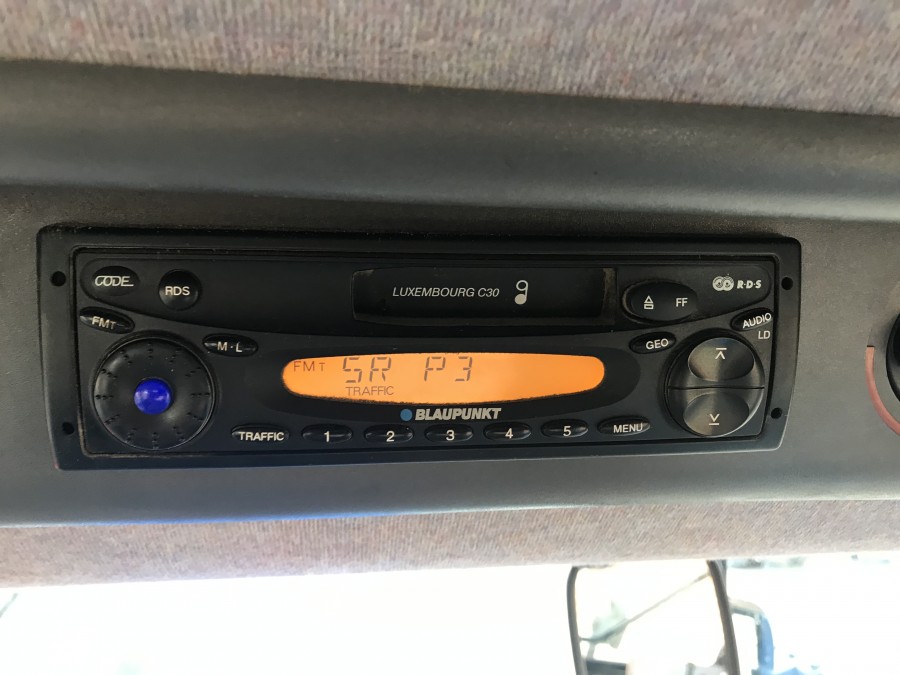 CODE
RDS
LUXEMBOURG C30
FF
R·D·S
FMT
M·L
GEO
AUDIO
LD
FMT SR P3
TRAFFIC
BLAUPUNKT
TRAFFIC 1 2 3 4 5 MENU